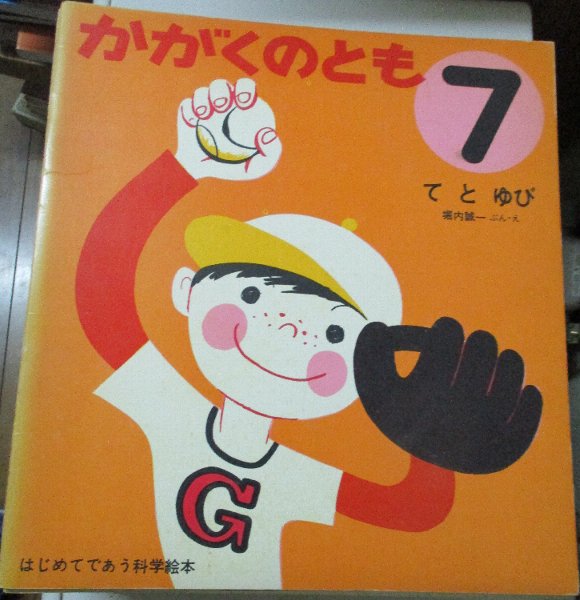 かがくのとも
7
てとゆび
堀内誠一 ぶん・え
G
はじめてであう科学絵本